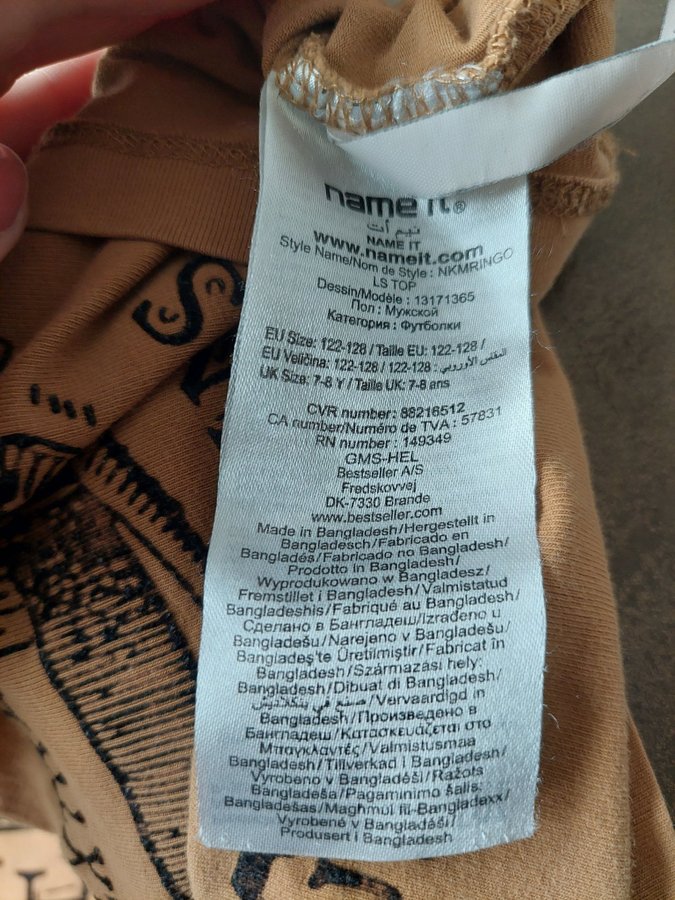 name it®
نيم أت
NAME IT
www.nameit.com
Style Name/Nom de Style : NKMRINGO
LS TOP
Dessin/Modèle : 13171365
Пол : Мужской
Категория : Футболки
EU Size: 122-128 / Taille EU: 122-128 /
EU Veličina: 122-128 / 122-128 : المقاس الأوروبي
UK Size: 7-8 Y / Taille UK: 7-8 ans
CVR number: 88216512
CA number/Numéro de TVA : 57831
RN number : 149349
GMS-HEL
Bestseller A/S
Fredskovvej
DK-7330 Brande
www.bestseller.com
Made in Bangladesh/Hergestellt in
Bangladesch/Fabricado en
Bangladés/Fabricado no Bangladesh/
Prodotto in Bangladesh/
Wyprodukowano w Bangladesz/
Fremstillet i Bangladesh/Valmistatud
Bangladeshis/Fabriqué au Bangladesh/
Сделано в Бангладеш/Izrađeno u
Bangladešu/Narejeno v Bangladešu/
Bangladeş'te Üretilmiştir/Fabricat în
Bangladesh/Származási hely:
Bangladesh/Dibuat di Bangladesh/
صنع في بنكلاديش/Vervaardigd in
Bangladesh/Произведено в
Бангладеш/Κατασκευάζεται στο
Μπαγκλαντές/Valmistusmaa
Bangladesh/Tillverkad i Bangladesh/
Vyrobeno v Bangladéši/Ražots
Bangladeša/Pagaminimo šalis:
Bangladešas/Magħmul fil-Bangladexx/
Vyrobené v Bangladéši/
Produsert i Bangladesh